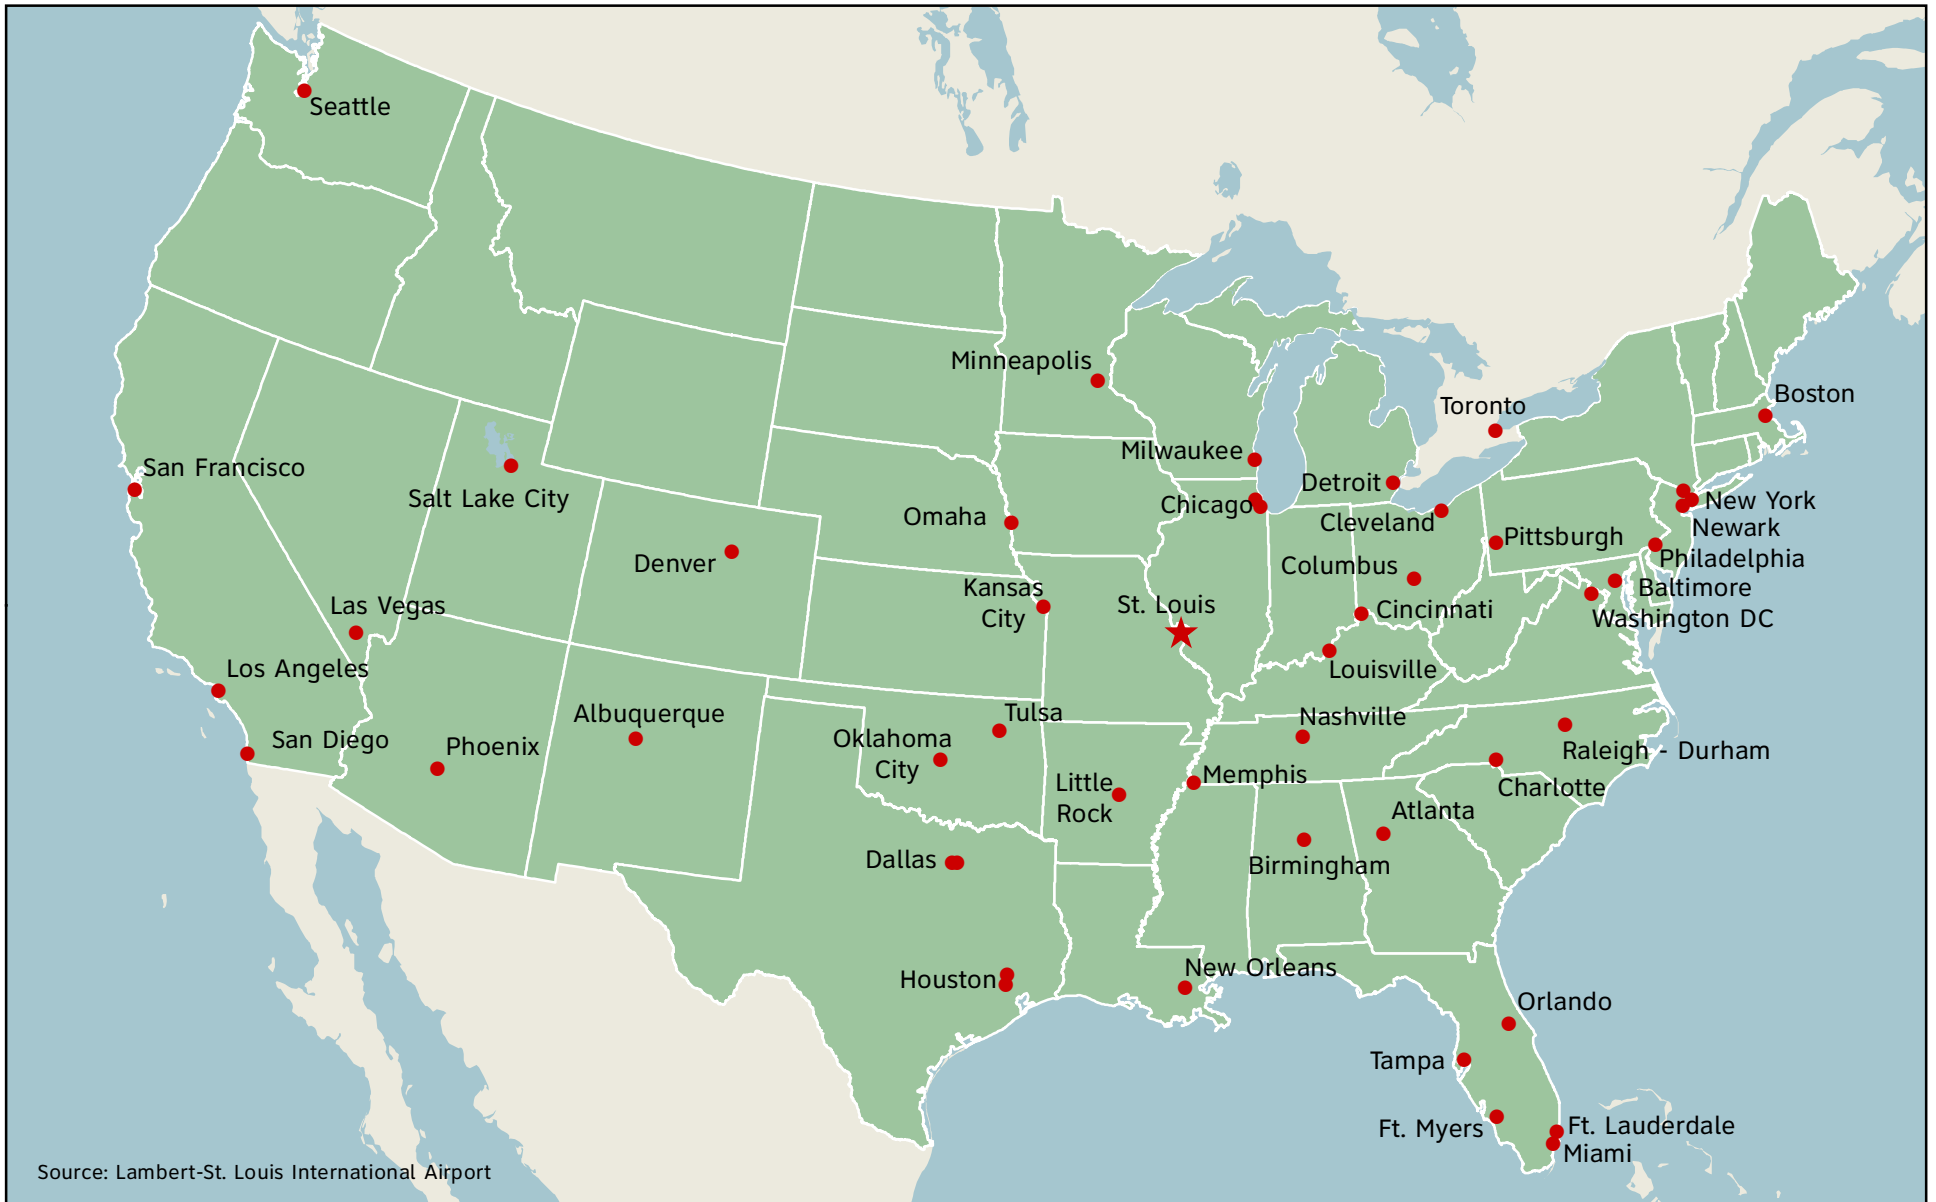 Seattle
Minneapolis
Boston
Toronto
Milwaukee
San Francisco
Salt Lake City
Detroit
Chicago
New York
Omaha
Cleveland
Newark
Pittsburgh
Denver
Columbus
Philadelphia
Kansas
City
Baltimore
St. Louis
Las Vegas
Cincinnati
Washington DC
Los Angeles
Louisville
Albuquerque
Tulsa
Nashville
San Diego
Phoenix
Oklahoma
City
Raleigh - Durham
Memphis
Little
Rock
Charlotte
Atlanta
Dallas
Birmingham
New Orleans
Houston
Orlando
Tampa
Ft. Myers
Ft. Lauderdale
Miami
Source: Lambert-St. Louis International Airport